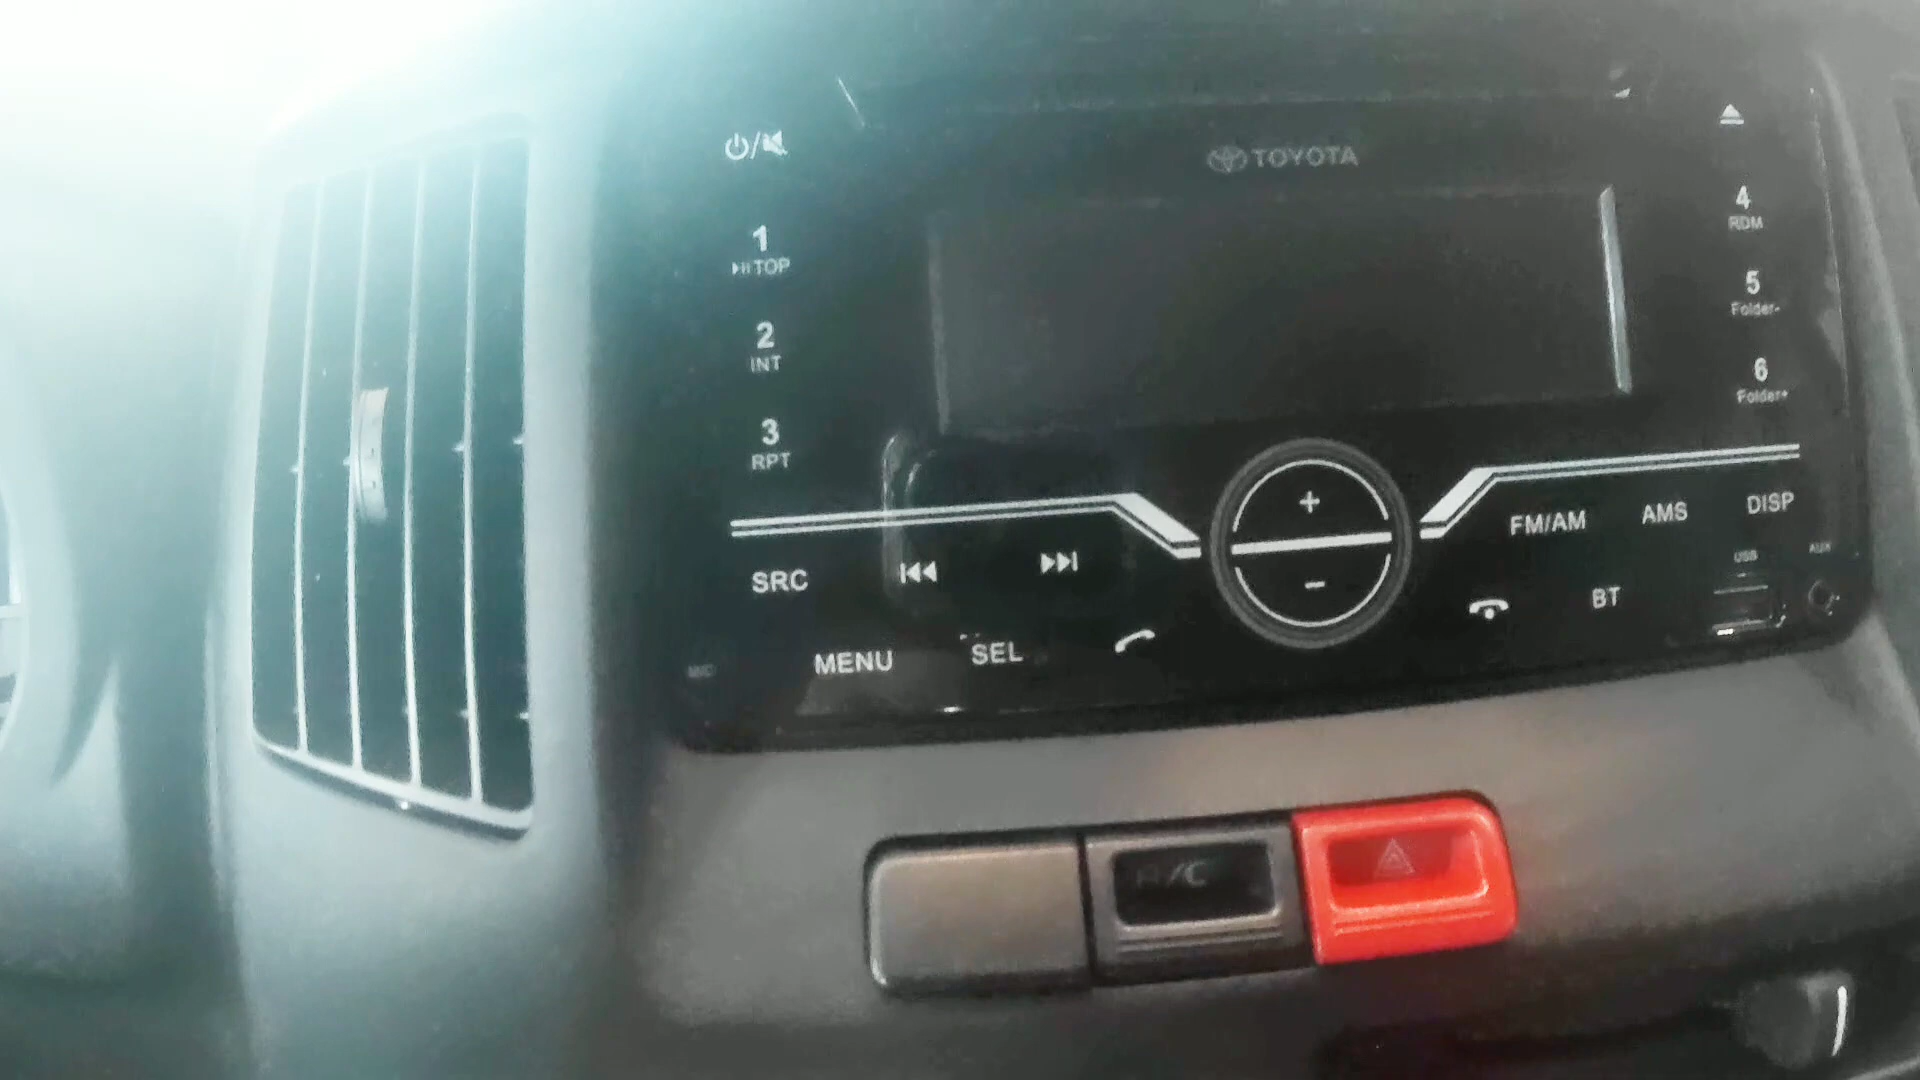 TOYOTA
1
TOP
2
INT
3
RPT
4
RDM
5
Folder-
6
Folder+
SRC
MENU
SEL
+
-
FM/AM
AMS
DISP
BT
USB
AUX
MIC
A/C